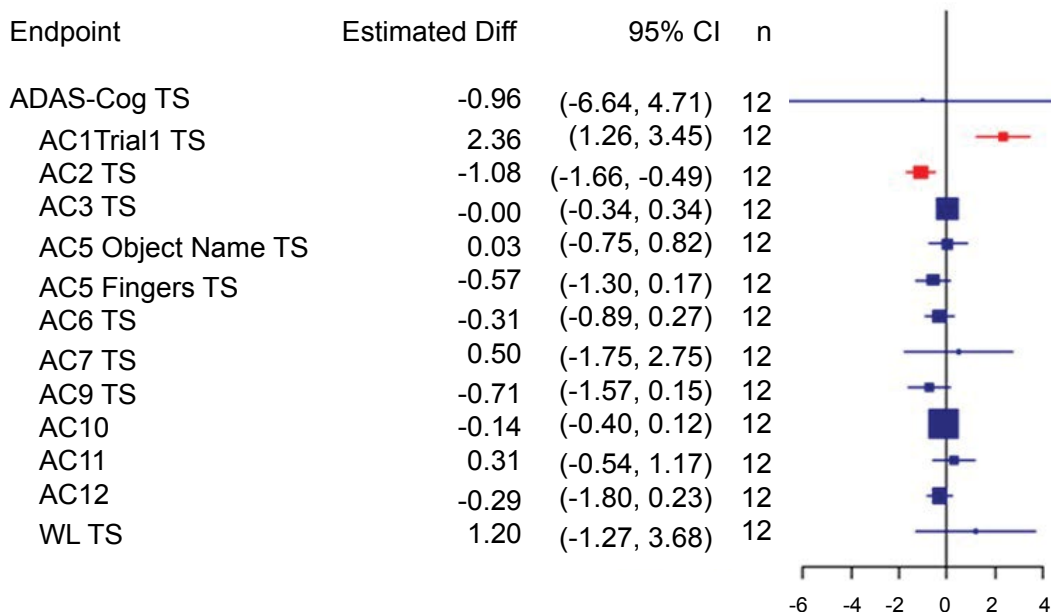 Endpoint Estimated Diff 95% CI n
ADAS-Cog TS -0.96 (-6.64, 4.71) 12
AC1Trial1 TS 2.36 (1.26, 3.45) 12
AC2 TS -1.08 (-1.66, -0.49) 12
AC3 TS -0.00 (-0.34, 0.34) 12
AC5 Object Name TS 0.03 (-0.75, 0.82) 12
AC5 Fingers TS -0.57 (-1.30, 0.17) 12
AC6 TS -0.31 (-0.89, 0.27) 12
AC7 TS 0.50 (-1.75, 2.75) 12
AC9 TS -0.71 (-1.57, 0.15) 12
AC10 -0.14 (-0.40, 0.12) 12
AC11 0.31 (-0.54, 1.17) 12
AC12 -0.29 (-1.80, 0.23) 12
WL TS 1.20 (-1.27, 3.68) 12
-6 -4 -2 0 2 4